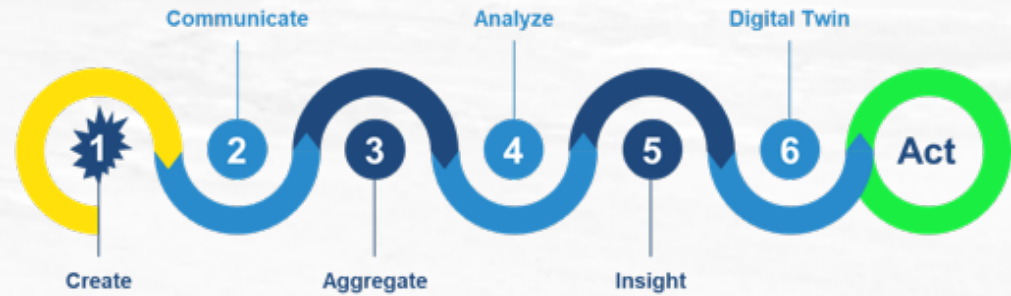 Communicate
Analyze
Digital Twin
1
2
3
4
5
6
Act
Create
Aggregate
Insight